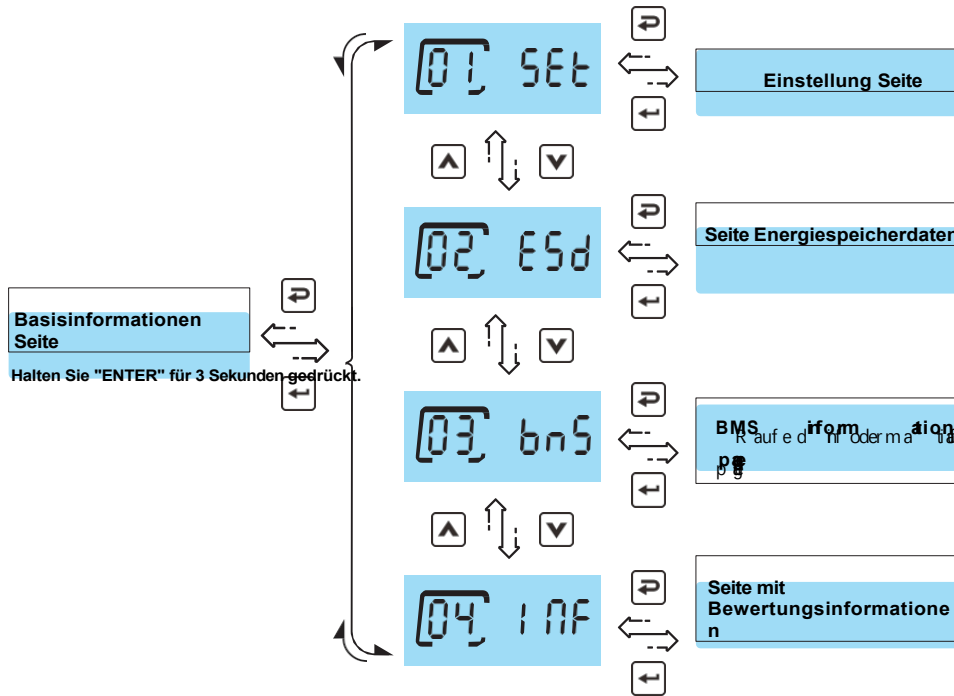 01 SEt
Einstellung Seite
02 ESd
Seite Energiespeicherdaten
Basisinformationen
Seite
Halten Sie "ENTER" für 3 Sekunden gedrückt.
03 bnS
BMS
04 INF
Seite mit
Bewertungsinformatione
n